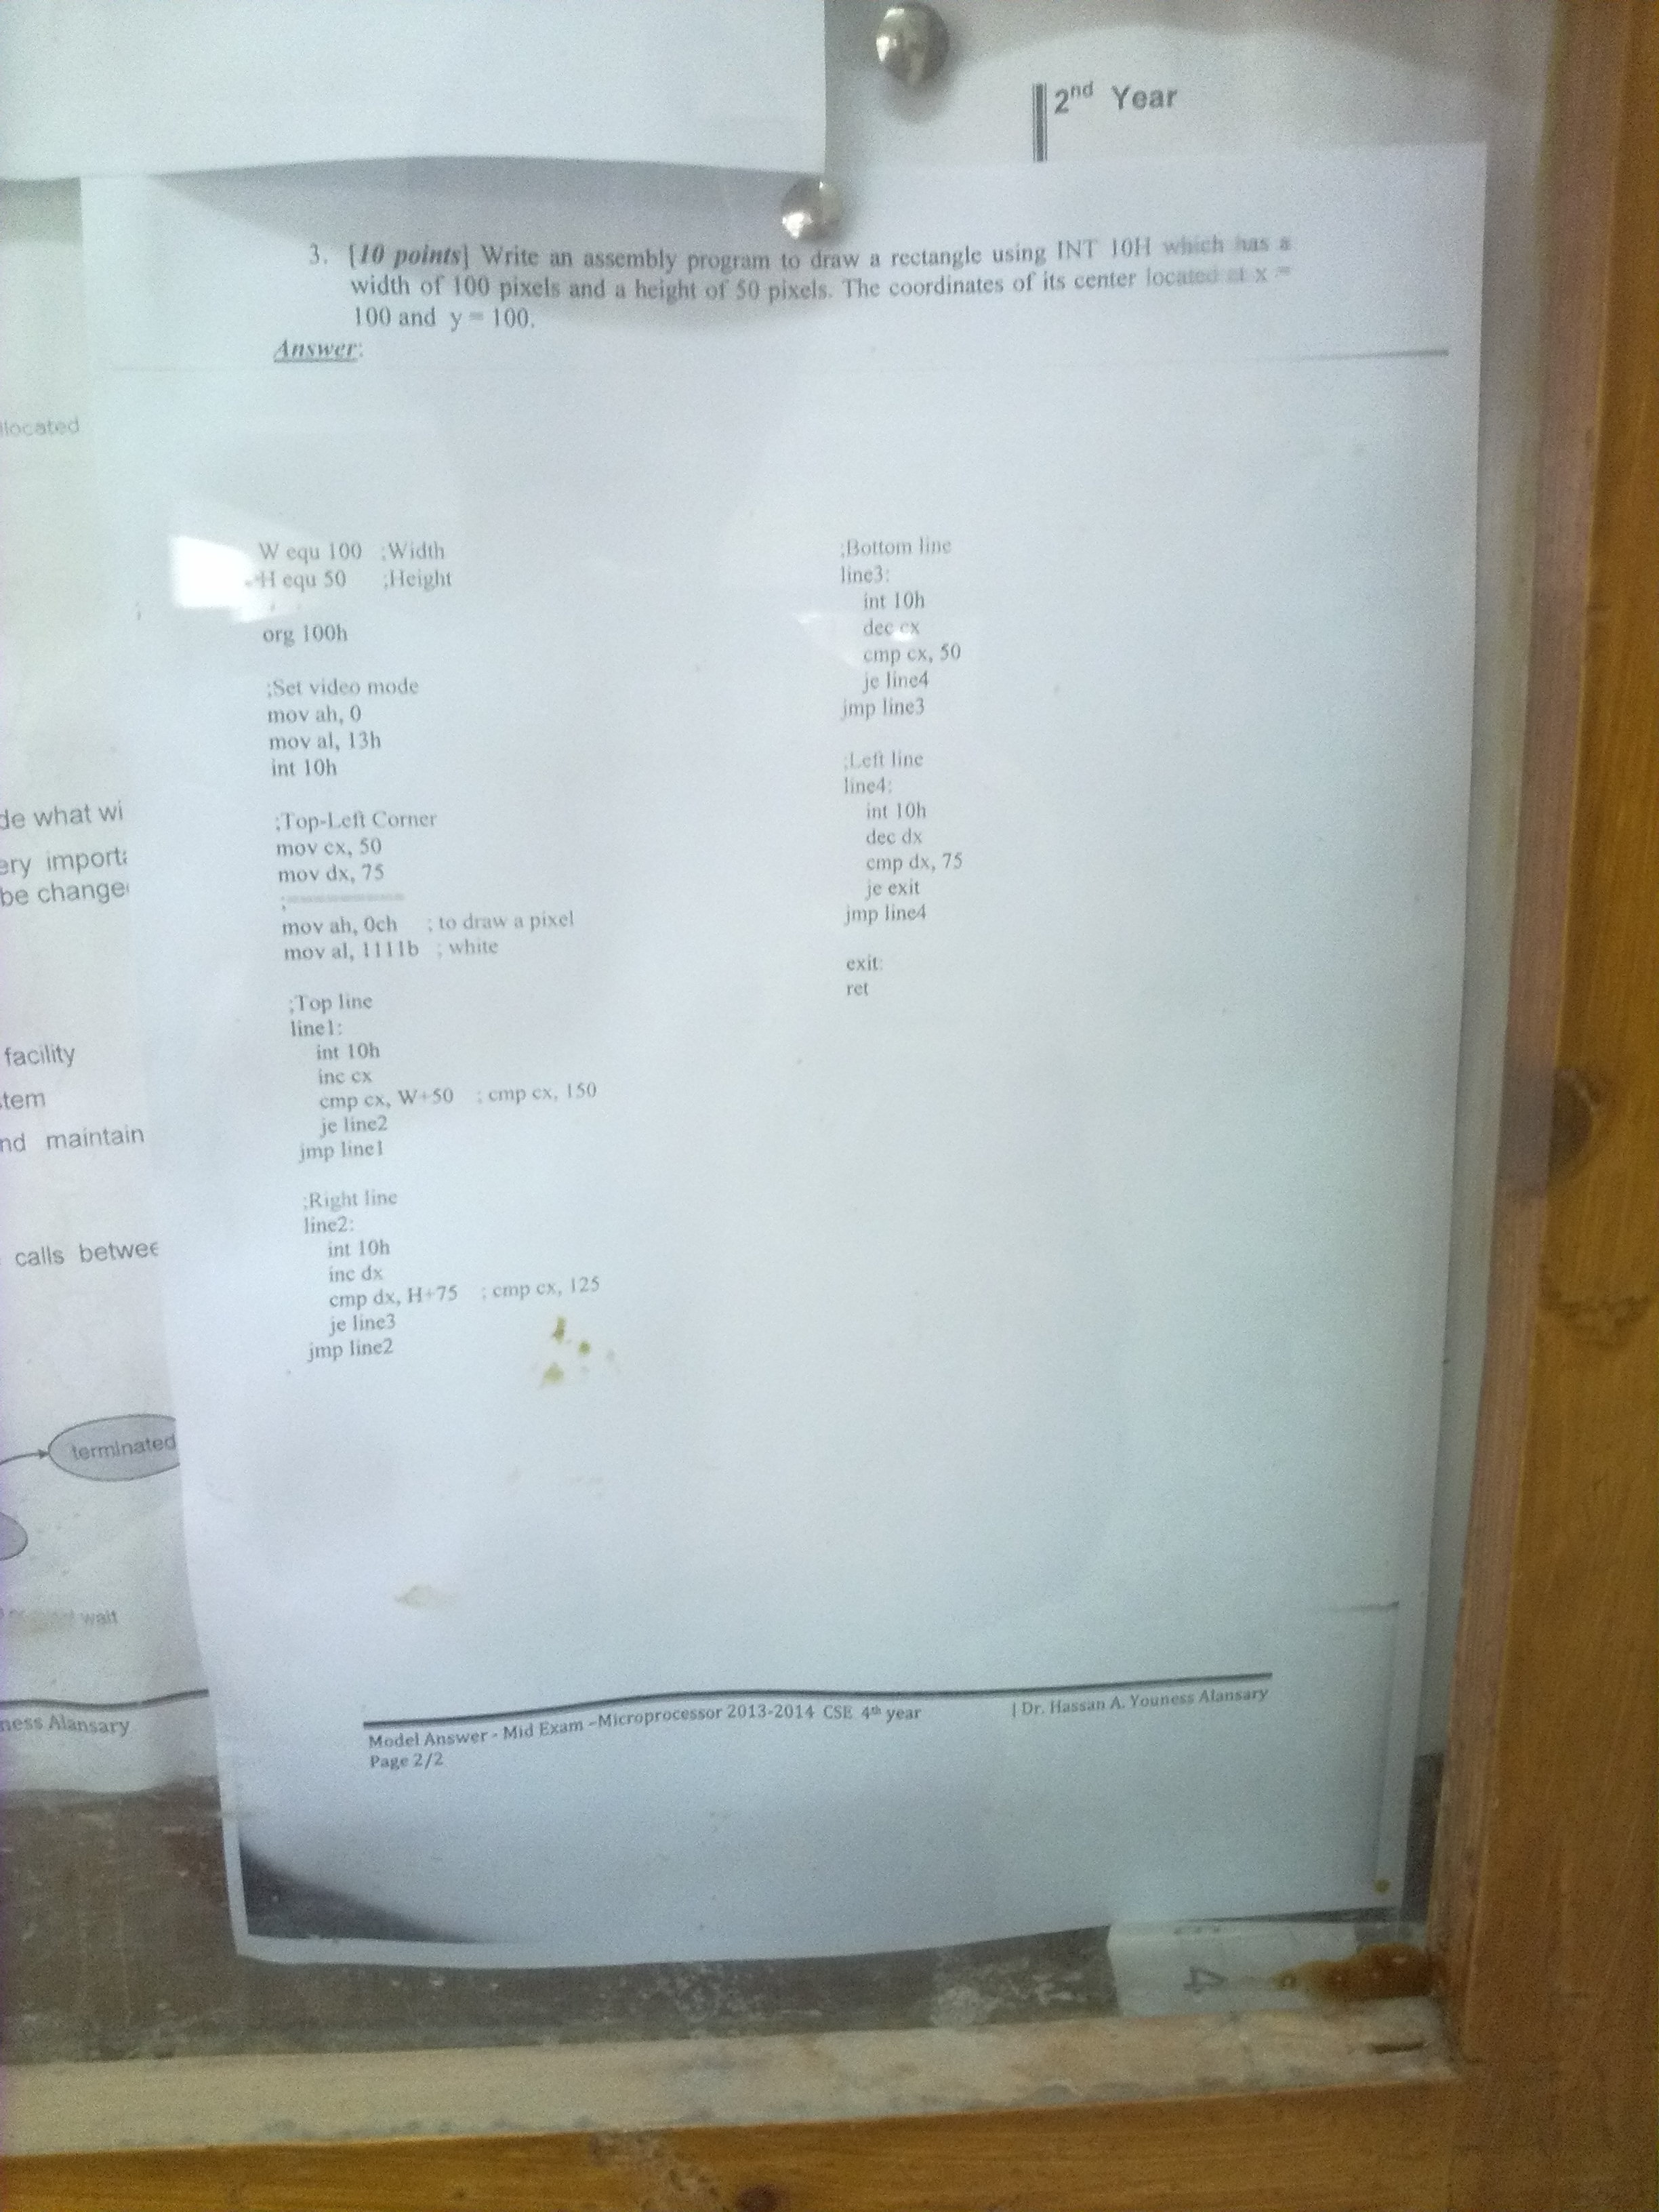 2nd Year
3. [10 points] Write an assembly program to draw a rectangle using INT 10H which has a
width of 100 pixels and a height of 50 pixels. The coordinates of its center located at x =
100 and y = 100.
Answer:
W equ 100 ;Width
H equ 50 ;Height
org 100h
;Set video mode
mov ah, 0
mov al, 13h
int 10h
;Top-Left Corner
mov cx, 50
mov dx, 75
mov ah, 0ch ; to draw a pixel
mov al, 1111b ; white
;Top line
line1:
int 10h
inc cx
cmp cx, W+50 ; cmp cx, 150
je line2
jmp line1
;Right line
line2:
int 10h
inc dx
cmp dx, H+75 ; cmp cx, 125
je line3
jmp line2
;Bottom line
line3:
int 10h
dec cx
cmp cx, 50
je line4
jmp line3
;Left line
line4:
int 10h
dec dx
cmp dx, 75
je exit
jmp line4
exit:
ret
Model Answer - Mid Exam –Microprocessor 2013-2014 CSE 4th year | Dr. Hassan A. Youness Alansary
Page 2/2
llocated
de what wi
ery importa
be change
facility
stem
nd maintain
calls betwee
terminated
wait
ness Alansary
4